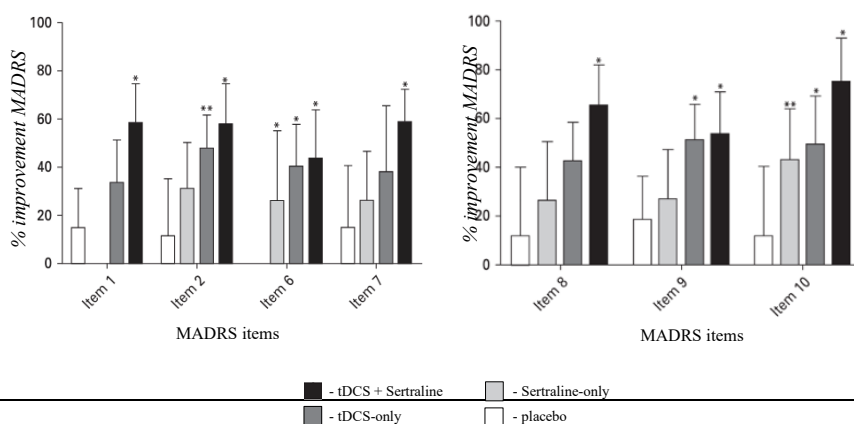 100
80
60
40
20
0
% improvement MADRS
* * ** * * * * *
Item 1 Item 2 Item 6 Item 7
MADRS items
100
80
60
40
20
0
% improvement MADRS
* * * ** * *
Item 8 Item 9 Item 10
MADRS items
- tDCS + Sertraline - Sertraline-only
- tDCS-only - placebo